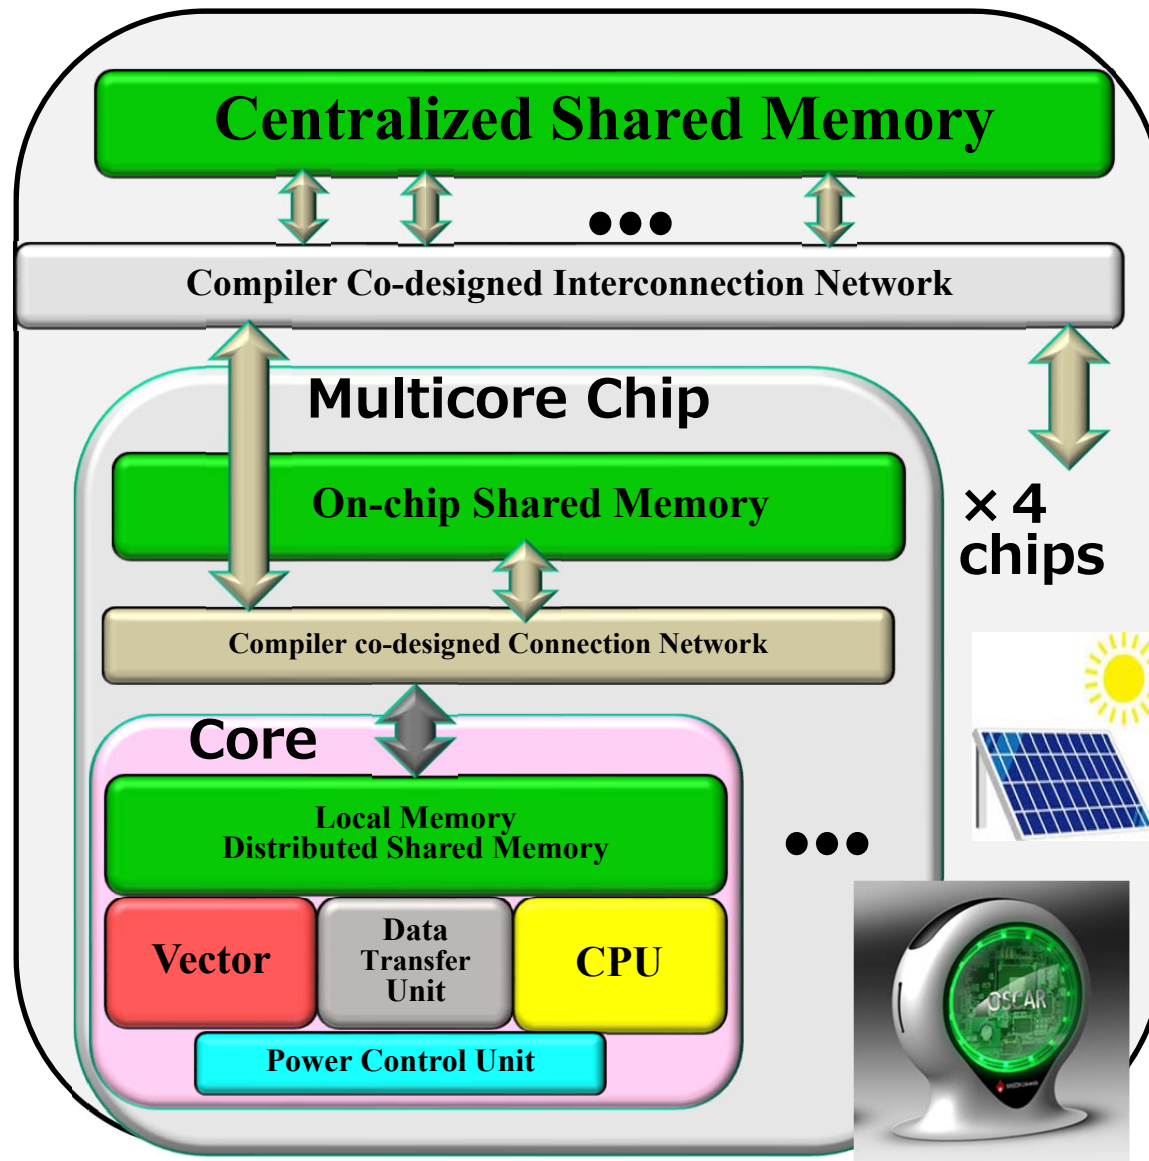 Centralized Shared Memory
•••
Compiler Co-designed Interconnection Network
Multicore Chip
On-chip Shared Memory
×4
chips
Compiler co-designed Connection Network
Core
Local Memory
Distributed Shared Memory
•••
Vector
Data
Transfer
Unit
CPU
Power Control Unit
OSCAR